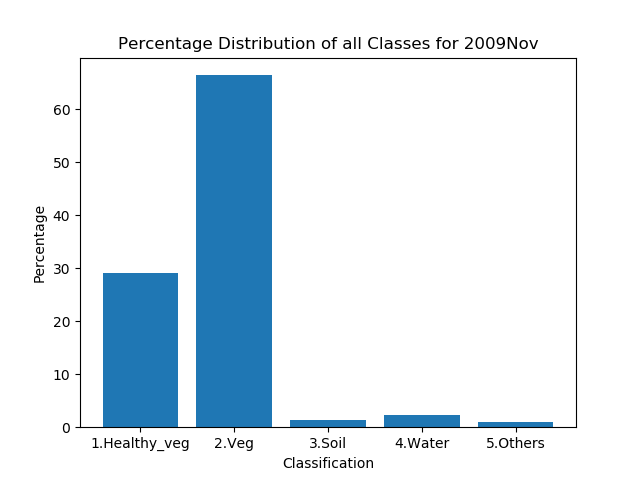 Percentage Distribution of all Classes for 2009Nov
60
50
40
30
20
10
0
Percentage
1.Healthy_veg 2.Veg 3.Soil 4.Water 5.Others
Classification